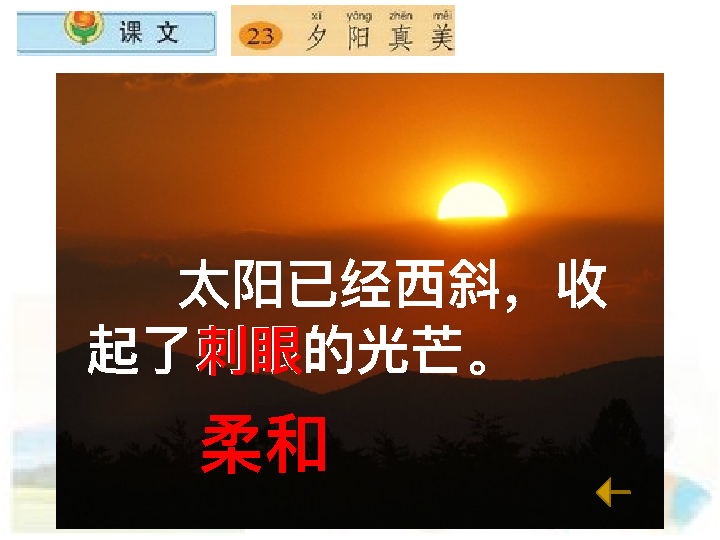 课 文
xī yáng zhēn měi
23 夕 阳 真 美
太阳已经西斜，收
起了刺眼的光芒。
柔和